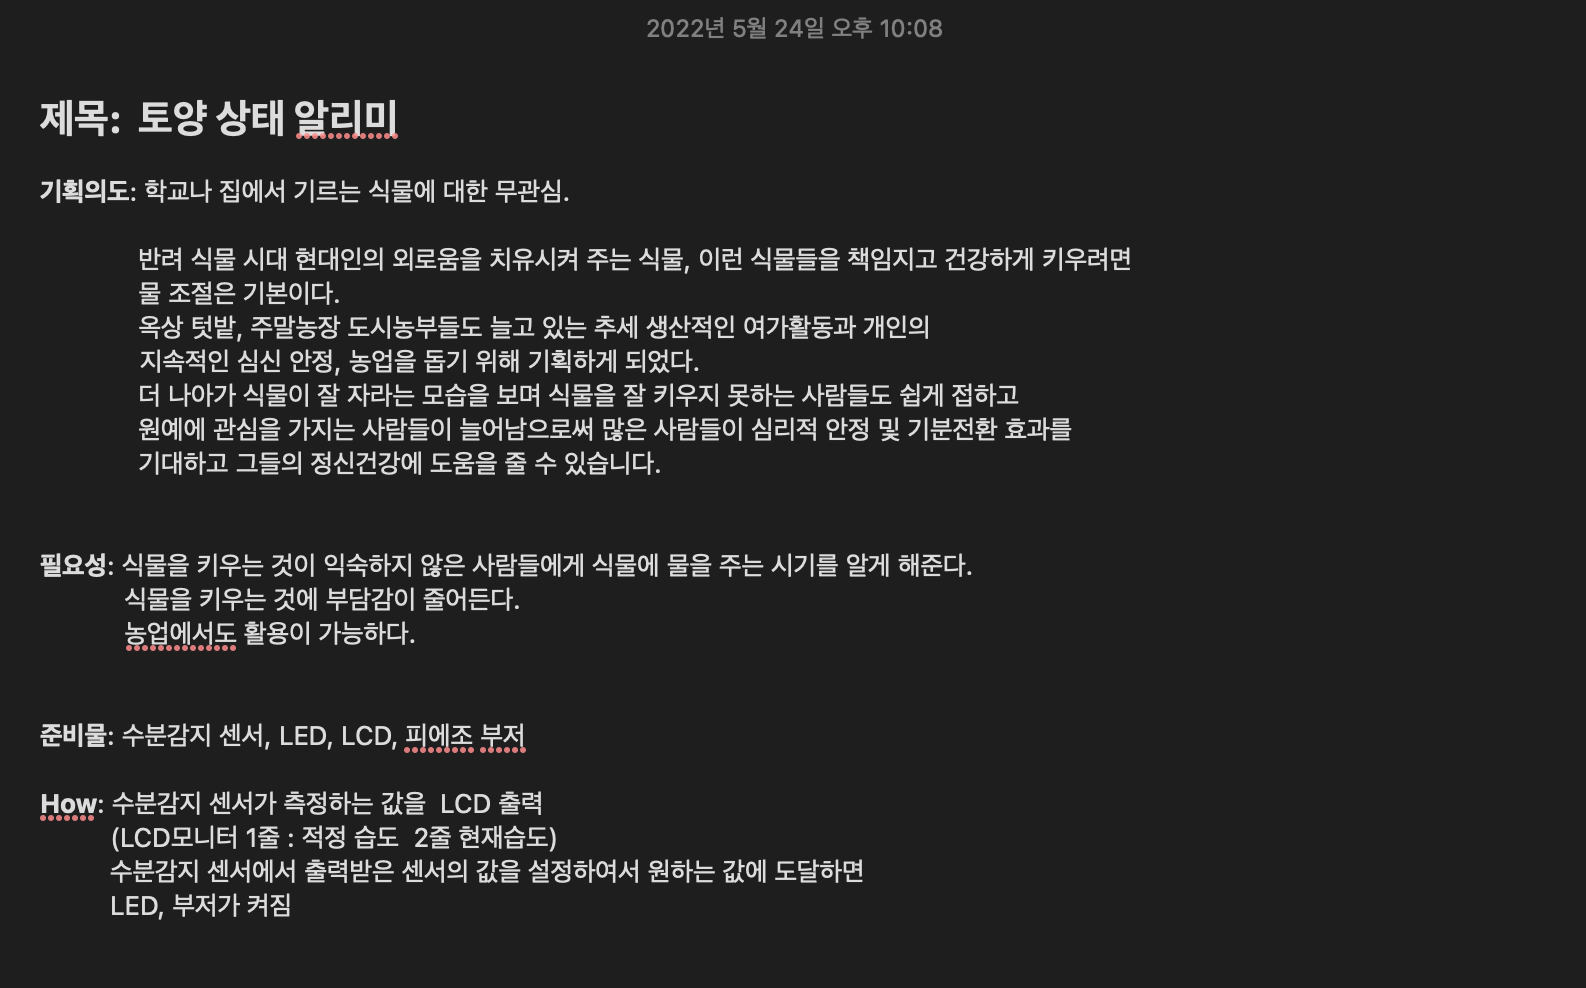 2022년 5월 24일 오후 10:08
제목: 토양 상태 알리미
기획의도: 학교나 집에서 기르는 식물에 대한 무관심.
반려 식물 시대 현대인의 외로움을 치유시켜 주는 식물, 이런 식물들을 책임지고 건강하게 키우려면
물 조절은 기본이다.
옥상 텃밭, 주말농장 도시농부들도 늘고 있는 추세 생산적인 여가활동과 개인의
지속적인 심신 안정, 농업을 돕기 위해 기획하게 되었다.
더 나아가 식물이 잘 자라는 모습을 보며 식물을 잘 키우지 못하는 사람들도 쉽게 접하고
원예에 관심을 가지는 사람들이 늘어남으로써 많은 사람들이 심리적 안정 및 기분전환 효과를
기대하고 그들의 정신건강에 도움을 줄 수 있습니다.
필요성: 식물을 키우는 것이 익숙하지 않은 사람들에게 식물에 물을 주는 시기를 알게 해준다.
식물을 키우는 것에 부담감이 줄어든다.
농업에서도 활용이 가능하다.
준비물: 수분감지 센서, LED, LCD, 피에조 부저
How: 수분감지 센서가 측정하는 값을  LCD 출력
(LCD모니터 1줄 : 적정 습도  2줄 현재습도)
수분감지 센서에서 출력받은 센서의 값을 설정하여서 원하는 값에 도달하면
LED, 부저가 켜짐